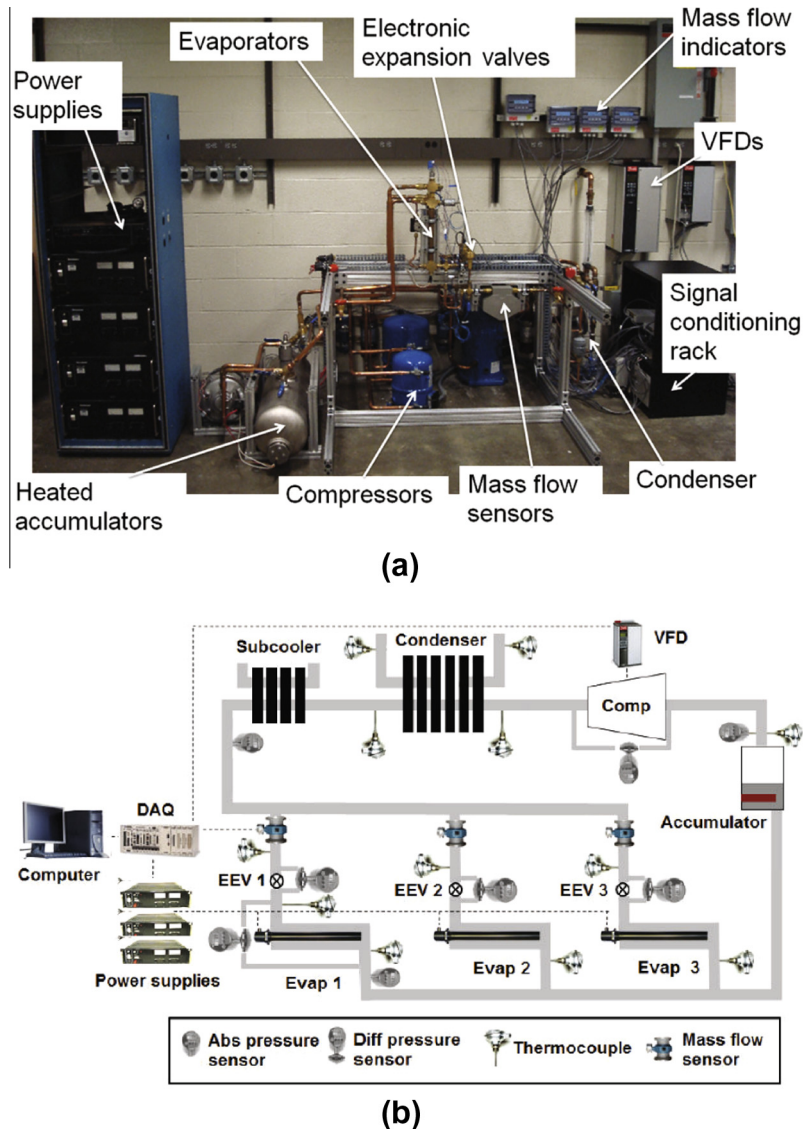 Evaporators
Electronic
expansion valves
Mass flow
indicators
Power
supplies
VFDs
Signal
conditioning
rack
Heated
accumulators
Compressors
Mass flow
sensors
Condenser
(a)
Subcooler
Condenser
VFD
Comp
DAQ
Computer
Accumulator
EEV 1
EEV 2
EEV 3
Power supplies
Evap 1
Evap 2
Evap 3
Abs pressure
sensor
Diff pressure
sensor
Thermocouple
Mass flow
sensor
(b)